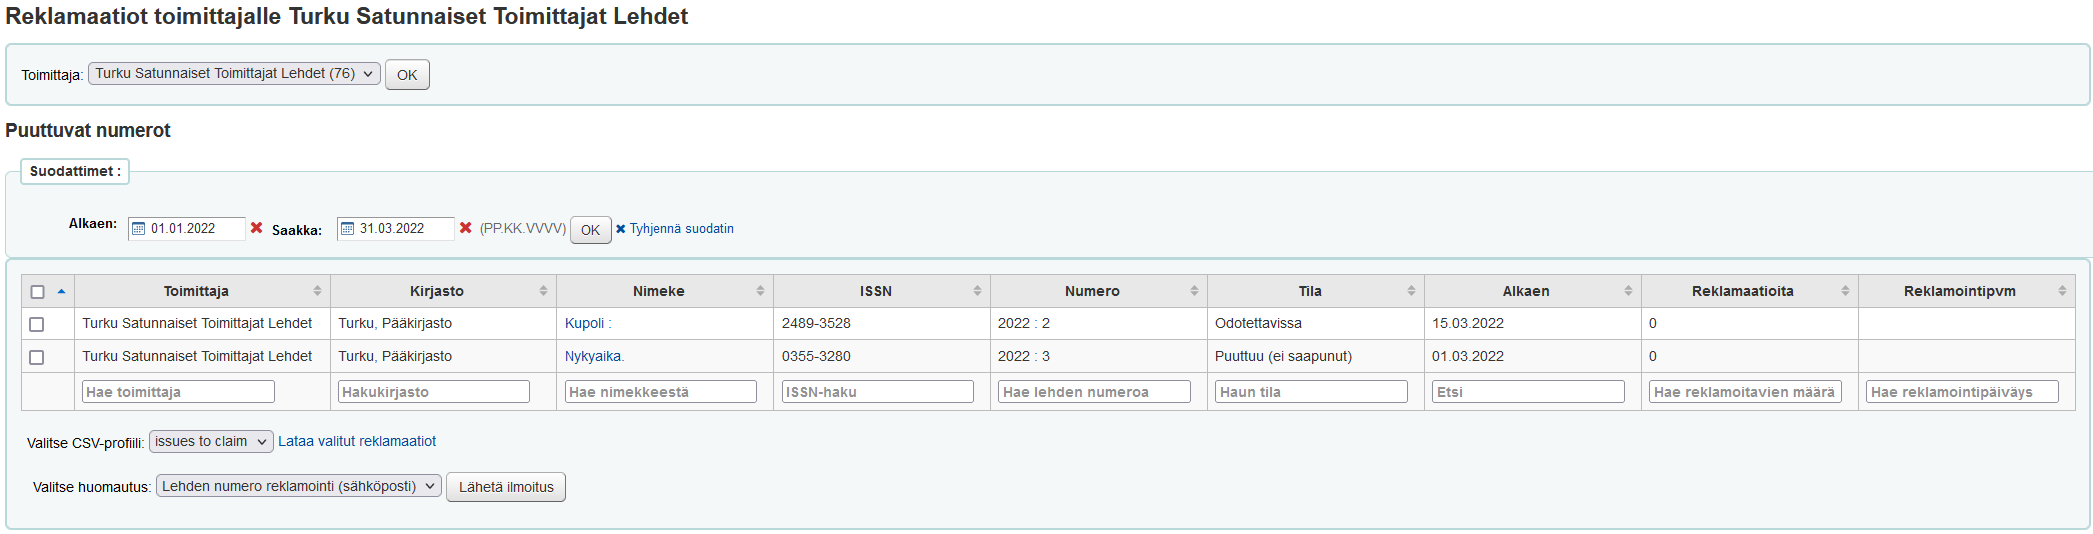 Reklamaatiot toimittajalle Turku Satunnaiset Toimittajat Lehdet
Toimittaja: Turku Satunnaiset Toimittajat Lehdet (76) OK
Puuttuvat numerot
Suodattimet :
Alkaen: 01.01.2022 Saakka: 31.03.2022 (PP.KK.VVVV) OK Tyhjennä suodatin
Toimittaja Kirjasto Nimeke ISSN Numero Tila Alkaen Reklamaatioita Reklamointipvm
Turku Satunnaiset Toimittajat Lehdet Turku, Pääkirjasto Kupoli : 2489-3528 2022 : 2 Odotettavissa 15.03.2022 0
Turku Satunnaiset Toimittajat Lehdet Turku, Pääkirjasto Nykyaika. 0355-3280 2022 : 3 Puuttuu (ei saapunut) 01.03.2022 0
Hae toimittaja Hakukirjasto Hae nimekkeestä ISSN-haku Hae lehden numeroa Haun tila Etsi Hae reklamoitavien määrä Hae reklamointipäiväys
Valitse CSV-profiili: issues to claim Lataa valitut reklamaatiot
Valitse huomautus: Lehden numero reklamointi (sähköposti) Lähetä ilmoitus